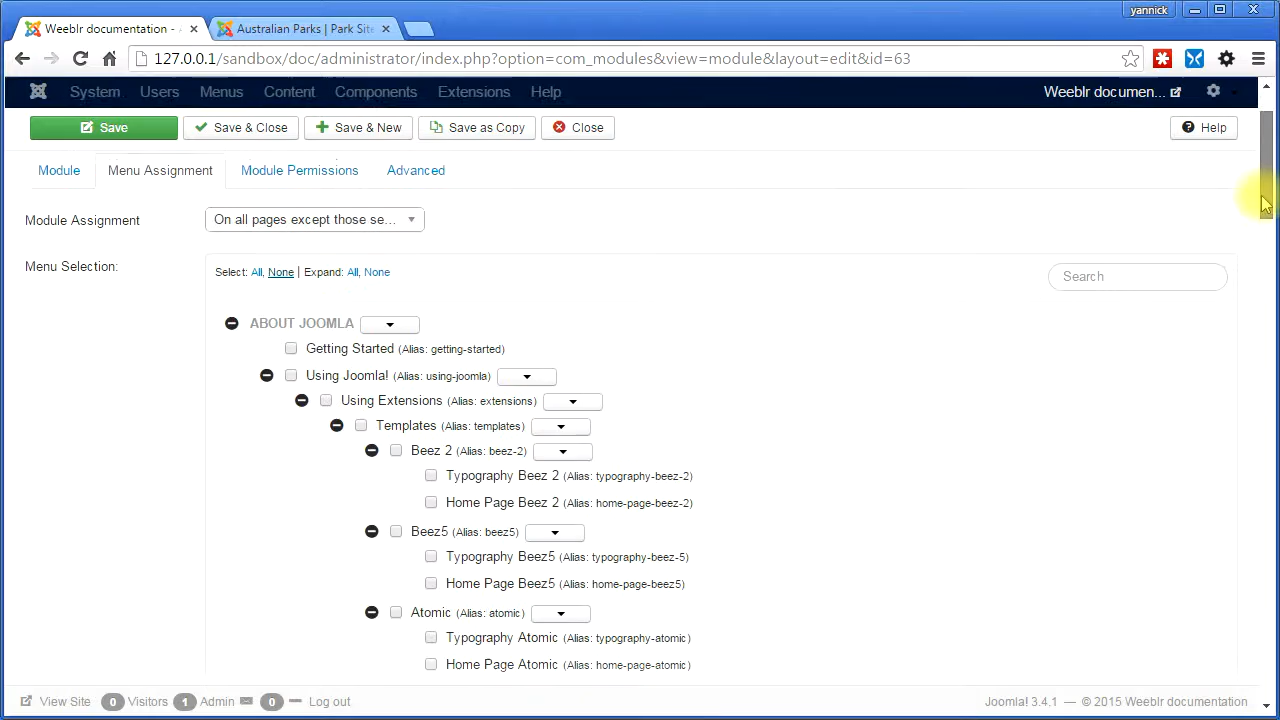 yannick
Weeblr documentation -
Australian Parks | Park Site
127.0.0.1/sandbox/doc/administrator/index.php?option=com_modules&view=module&layout=edit&id=63
System Users Menus Content Components Extensions Help Weeblr documen...
Save Save & Close Save & New Save as Copy Close Help
Module Menu Assignment Module Permissions Advanced
Module Assignment On all pages except those se...
Menu Selection: Select: All, None | Expand: All, None Search
ABOUT JOOMLA
Getting Started (Alias: getting-started)
Using Joomla! (Alias: using-joomla)
Using Extensions (Alias: extensions)
Templates (Alias: templates)
Beez 2 (Alias: beez-2)
Typography Beez 2 (Alias: typography-beez-2)
Home Page Beez 2 (Alias: home-page-beez-2)
Beez5 (Alias: beez5)
Typography Beez5 (Alias: typography-beez-5)
Home Page Beez5 (Alias: home-page-beez5)
Atomic (Alias: atomic)
Typography Atomic (Alias: typography-atomic)
Home Page Atomic (Alias: home-page-atomic)
View Site 0 Visitors 1 Admin 0 Log out Joomla! 3.4.1 — © 2015 Weeblr documentation